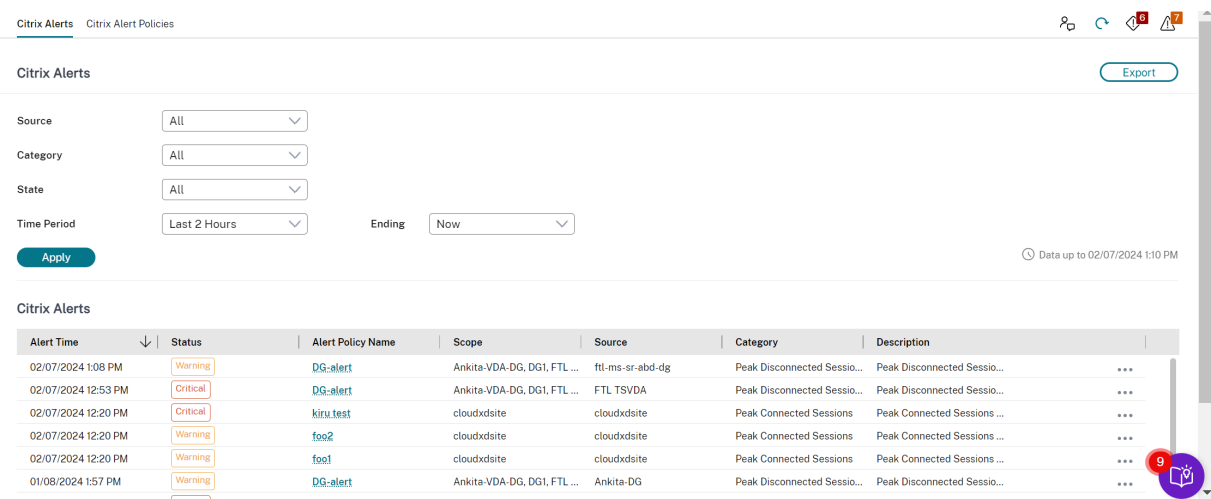 Citrix Alerts Citrix Alert Policies 6 7
Citrix Alerts Export
Source All
Category All
State All
Time Period Last 2 Hours Ending Now
Apply Data up to 02/07/2024 1:10 PM
Citrix Alerts
Alert Time Status Alert Policy Name Scope Source Category Description
02/07/2024 1:08 PM Warning DG-alert Ankita-VDA-DG, DG1, FTL ... ftl-ms-sr-abd-dg Peak Disconnected Sessio... Peak Disconnected Sessio...
02/07/2024 12:53 PM Critical DG-alert Ankita-VDA-DG, DG1, FTL ... FTL TSVDA Peak Disconnected Sessio... Peak Disconnected Sessio...
02/07/2024 12:20 PM Critical kiru test cloudxdsite cloudxdsite Peak Connected Sessions Peak Connected Sessions ...
02/07/2024 12:20 PM Warning foo2 cloudxdsite cloudxdsite Peak Connected Sessions Peak Connected Sessions ...
02/07/2024 12:20 PM Warning foo1 cloudxdsite cloudxdsite Peak Connected Sessions Peak Connected Sessions ...
9
01/08/2024 1:57 PM Warning DG-alert Ankita-VDA-DG, DG1, FTL ... Ankita-DG Peak Disconnected Sessio... Peak Disconnected Sessio...